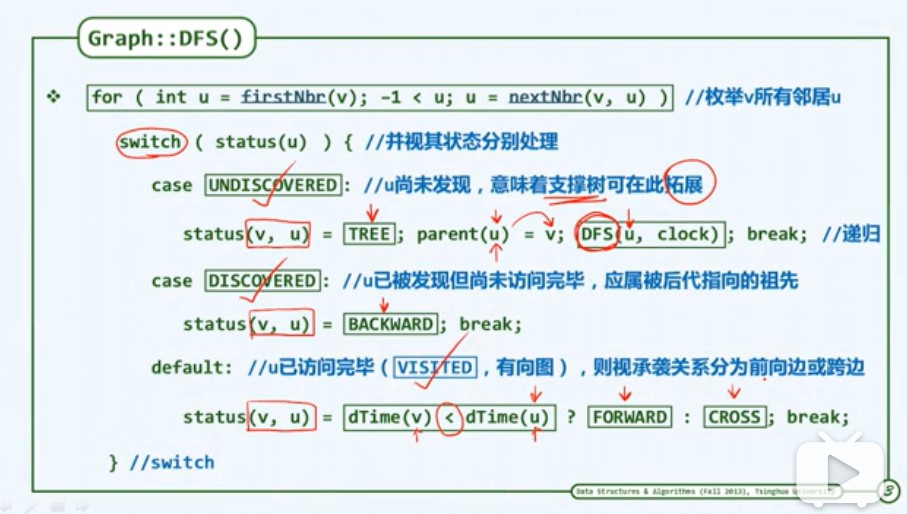 Graph::DFS()
❖ for ( int u = firstNbr(v); -1 < u; u = nextNbr(v, u) ) //枚举v所有邻居u
switch ( status(u) ) { //并视其状态分别处理
case UNDISCOVERED: //u尚未发现，意味着支撑树可在此拓展
status(v, u) = TREE; parent(u) = v; DFS(u, clock); break; //递归
case DISCOVERED: //u已被发现但尚未访问完毕，应属被后代指向的祖先
status(v, u) = BACKWARD; break;
default: //u已访问完毕（VISITED，有向图），则视承袭关系分为前向边或跨边
status(v, u) = dTime(v) < dTime(u) ? FORWARD : CROSS; break;
} //switch
Data Structures & Algorithms (Fall 2013), Tsinghua University
3